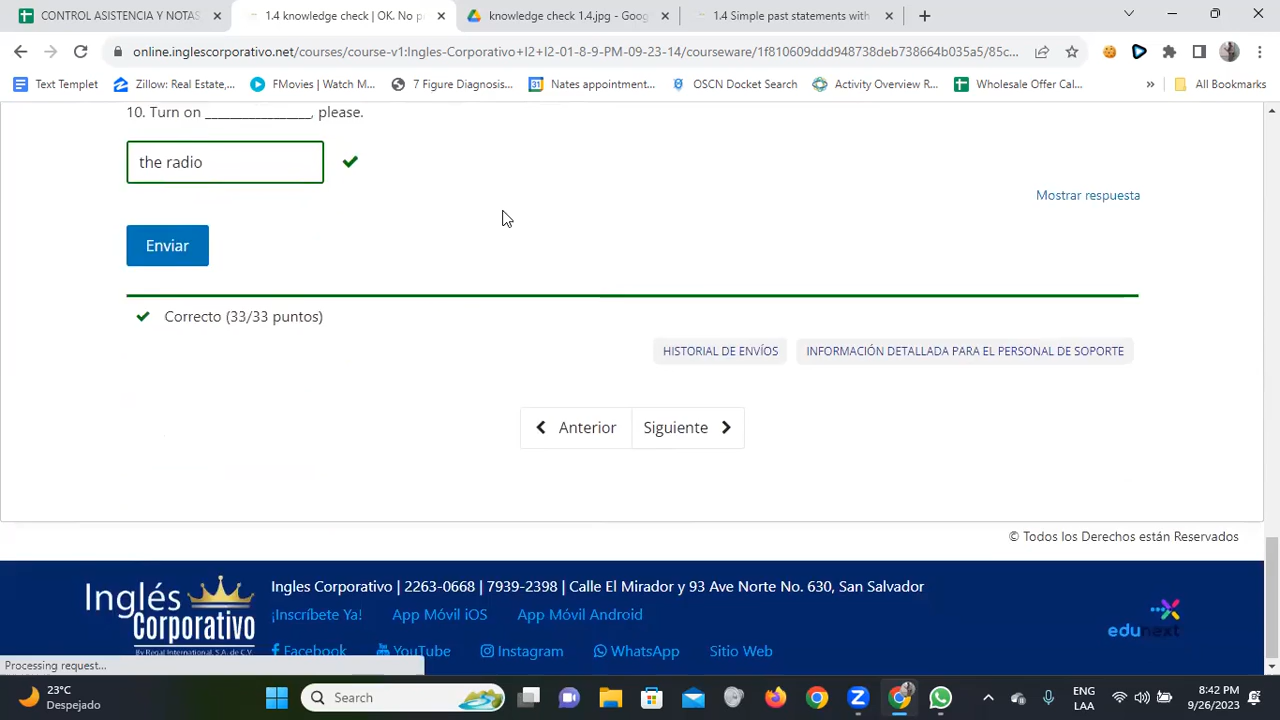 CONTROL ASISTENCIA Y NOTAS.
1.4 knowledge check | OK. No p
knowledge check 1.4.jpg - Goog
1.4 Simple past statements with
online.inglescorporativo.net/courses/course-v1:Ingles-Corporativo+I2+I2-01-8-9-PM-09-23-14/courseware/1f810609ddd948738deb738664b035a5/85c...
Text Templet
Zillow: Real Estate,...
FMovies | Watch M...
7 Figure Diagnosis...
Nates appointment...
OSCN Docket Search
Activity Overview R...
Wholesale Offer Cal...
»
All Bookmarks
10. Turn on ________________, please.
the radio
Mostrar respuesta
Enviar
Correcto (33/33 puntos)
HISTORIAL DE ENVÍOS
INFORMACIÓN DETALLADA PARA EL PERSONAL DE SOPORTE
Anterior
Siguiente
© Todos los Derechos están Reservados
Inglés
Corporativo
By Regal International, S.A. de C.V.
Ingles Corporativo | 2263-0668 | 7939-2398 | Calle El Mirador y 93 Ave Norte No. 630, San Salvador
¡Inscríbete Ya!
App Móvil iOS
App Móvil Android
Facebook
YouTube
Instagram
WhatsApp
Sitio Web
edunext
Processing request...
23°C
Despejado
Search
ENG
LAA
8:42 PM
9/26/2023